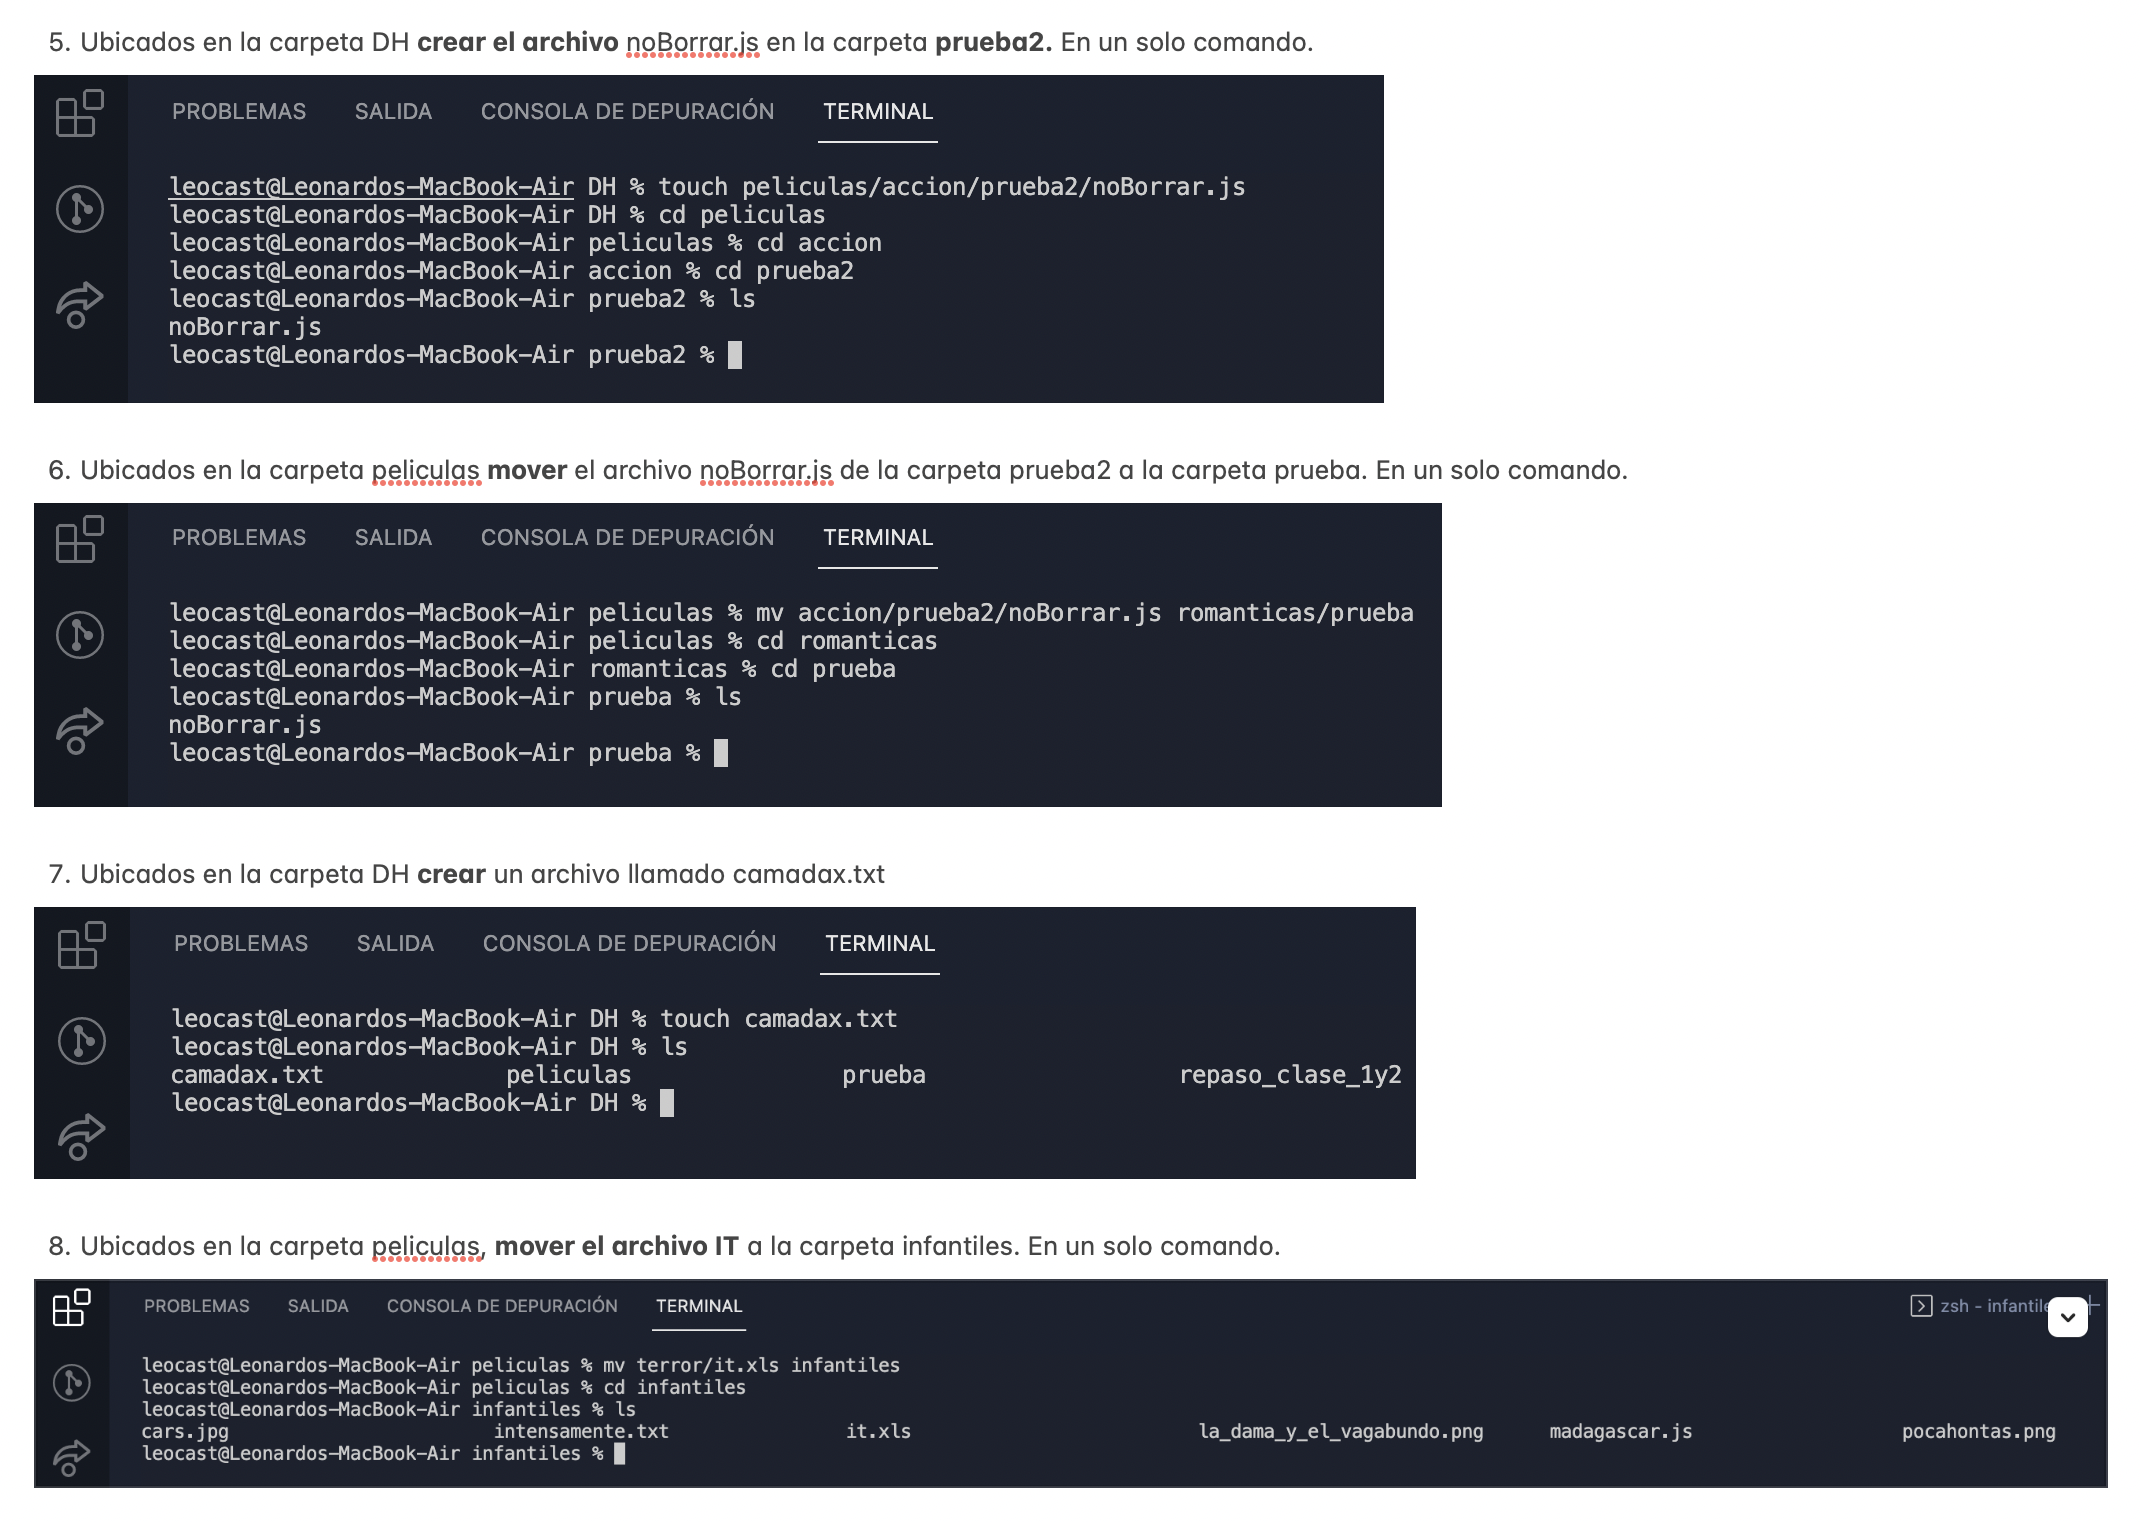 5. Ubicados en la carpeta DH crear el archivo noBorrar.js en la carpeta prueba2. En un solo comando.
PROBLEMAS SALIDA CONSOLA DE DEPURACIÓN TERMINAL
leocast@Leonardos-MacBook-Air DH % touch peliculas/accion/prueba2/noBorrar.js
leocast@Leonardos-MacBook-Air DH % cd peliculas
leocast@Leonardos-MacBook-Air peliculas % cd accion
leocast@Leonardos-MacBook-Air accion % cd prueba2
leocast@Leonardos-MacBook-Air prueba2 % ls
noBorrar.js
leocast@Leonardos-MacBook-Air prueba2 %
6. Ubicados en la carpeta peliculas mover el archivo noBorrar.js de la carpeta prueba2 a la carpeta prueba. En un solo comando.
PROBLEMAS SALIDA CONSOLA DE DEPURACIÓN TERMINAL
leocast@Leonardos-MacBook-Air peliculas % mv accion/prueba2/noBorrar.js romanticas/prueba
leocast@Leonardos-MacBook-Air peliculas % cd romanticas
leocast@Leonardos-MacBook-Air romanticas % cd prueba
leocast@Leonardos-MacBook-Air prueba % ls
noBorrar.js
leocast@Leonardos-MacBook-Air prueba %
7. Ubicados en la carpeta DH crear un archivo llamado camadax.txt
PROBLEMAS SALIDA CONSOLA DE DEPURACIÓN TERMINAL
leocast@Leonardos-MacBook-Air DH % touch camadax.txt
leocast@Leonardos-MacBook-Air DH % ls
camadax.txt peliculas prueba repaso_clase_1y2
leocast@Leonardos-MacBook-Air DH %
8. Ubicados en la carpeta peliculas, mover el archivo IT a la carpeta infantiles. En un solo comando.
PROBLEMAS SALIDA CONSOLA DE DEPURACIÓN TERMINAL zsh - infantile
leocast@Leonardos-MacBook-Air peliculas % mv terror/it.xls infantiles
leocast@Leonardos-MacBook-Air peliculas % cd infantiles
leocast@Leonardos-MacBook-Air infantiles % ls
cars.jpg intensamente.txt it.xls la_dama_y_el_vagabundo.png madagascar.js pocahontas.png
leocast@Leonardos-MacBook-Air infantiles %